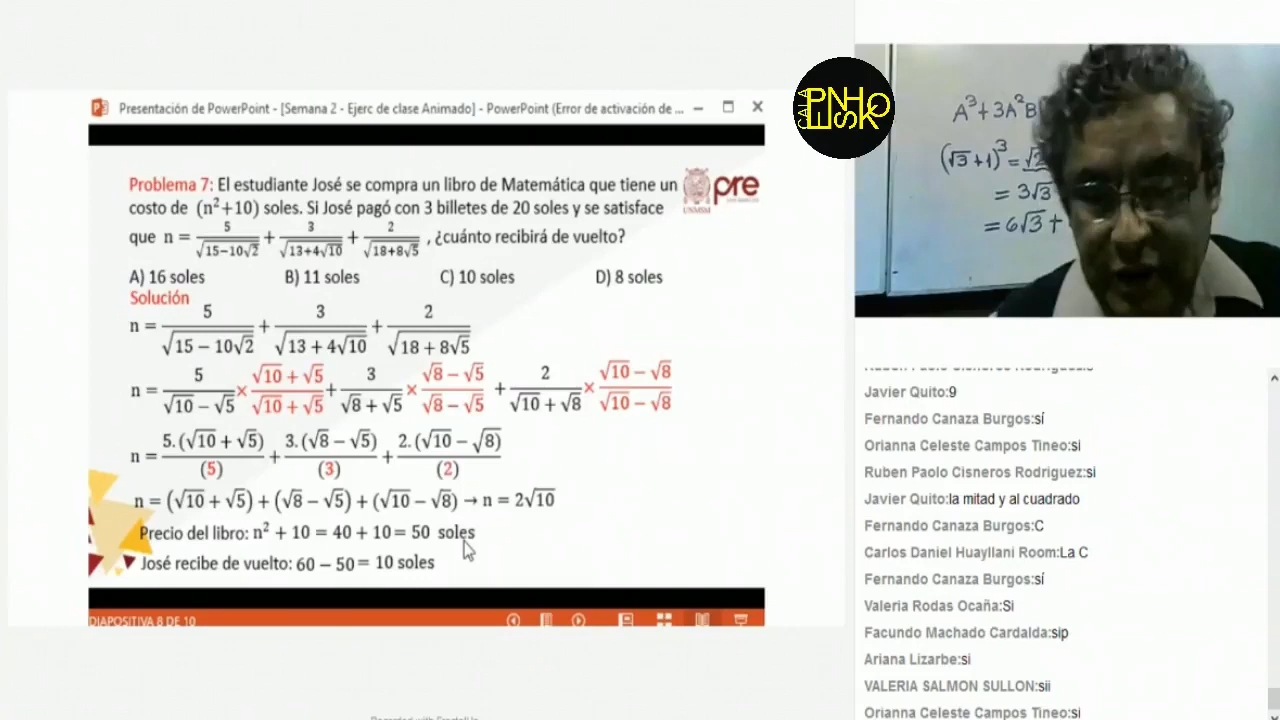 Presentación de PowerPoint - [Semana 2 - Ejerc de clase Animado] - PowerPoint (Error de activación de ...
Problema 7: El estudiante José se compra un libro de Matemática que tiene un
costo de (n²+10) soles. Si José pagó con 3 billetes de 20 soles y se satisface
que n = 5/√(15−10√2) + 3/√(13+4√10) + 2/√(18+8√5) , ¿cuánto recibirá de vuelto?
pre
UNMSM
A) 16 soles B) 11 soles C) 10 soles D) 8 soles
Solución
n = 5/√(15 − 10√2) + 3/√(13 + 4√10) + 2/√(18 + 8√5)
n = 5/(√10 − √5) × (√10 + √5)/(√10 + √5) + 3/(√8 + √5) × (√8 − √5)/(√8 − √5) + 2/(√10 + √8) × (√10 − √8)/(√10 − √8)
n = 5.(√10 + √5)/(5) + 3.(√8 − √5)/(3) + 2.(√10 − √8)/(2)
n = (√10 + √5) + (√8 − √5) + (√10 − √8) → n = 2√10
Precio del libro: n² + 10 = 40 + 10 = 50 soles
José recibe de vuelto: 60 − 50 = 10 soles
DIAPOSITIVA 8 DE 10
CALA
PNHO
ESK
A³ + 3A²B
(√3 + 1)³ = √2
= 3√3
= 6√3 +
Javier Quito:9
Fernando Canaza Burgos:sí
Orianna Celeste Campos Tineo:si
Ruben Paolo Cisneros Rodriguez:si
Javier Quito:la mitad y al cuadrado
Fernando Canaza Burgos:C
Carlos Daniel Huayllani Room:La C
Fernando Canaza Burgos:sí
Valeria Rodas Ocaña:Si
Facundo Machado Cardalda:sip
Ariana Lizarbe:si
VALERIA SALMON SULLON:sii
Orianna Celeste Campos Tineo:si